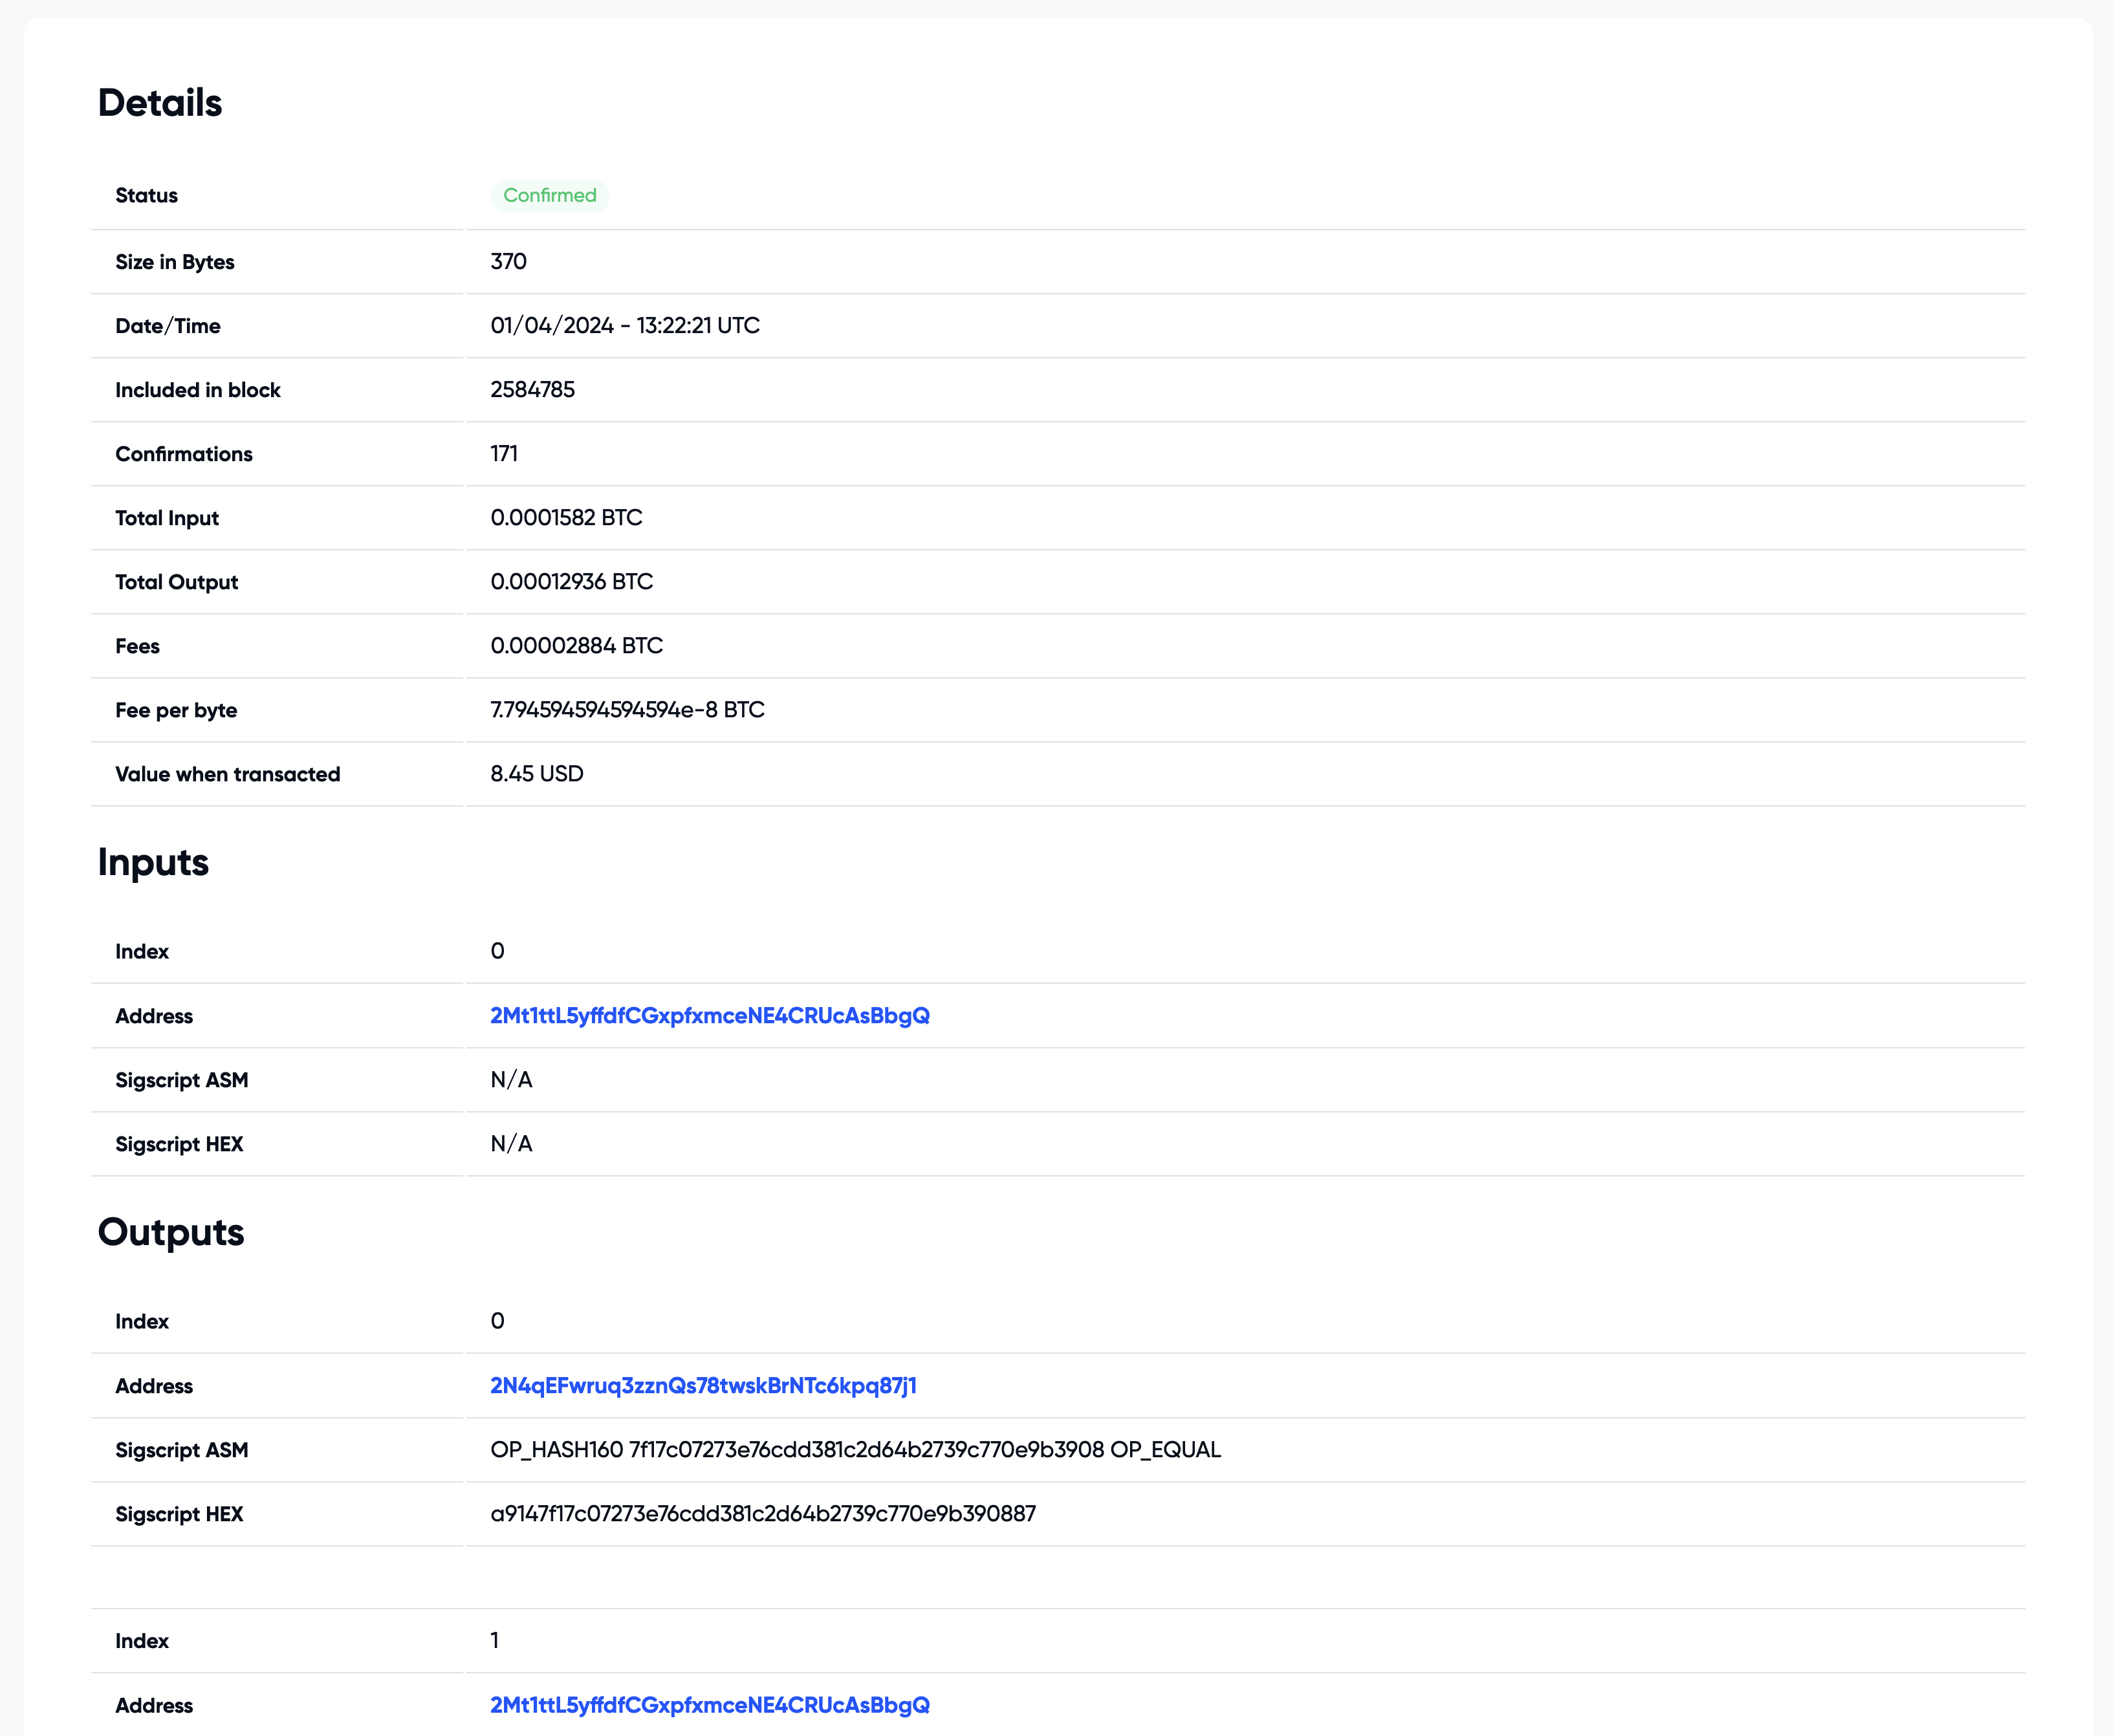 Details
Status Confirmed
Size in Bytes 370
Date/Time 01/04/2024 - 13:22:21 UTC
Included in block 2584785
Confirmations 171
Total Input 0.0001582 BTC
Total Output 0.00012936 BTC
Fees 0.00002884 BTC
Fee per byte 7.794594594594594e-8 BTC
Value when transacted 8.45 USD
Inputs
Index 0
Address 2Mt1ttL5yffdfCGxpfxmceNE4CRUcAsBbgQ
Sigscript ASM N/A
Sigscript HEX N/A
Outputs
Index 0
Address 2N4qEFwruq3zznQs78twskBrNTc6kpq87j1
Sigscript ASM OP_HASH160 7f17c07273e76cdd381c2d64b2739c770e9b3908 OP_EQUAL
Sigscript HEX a9147f17c07273e76cdd381c2d64b2739c770e9b390887
Index 1
Address 2Mt1ttL5yffdfCGxpfxmceNE4CRUcAsBbgQ